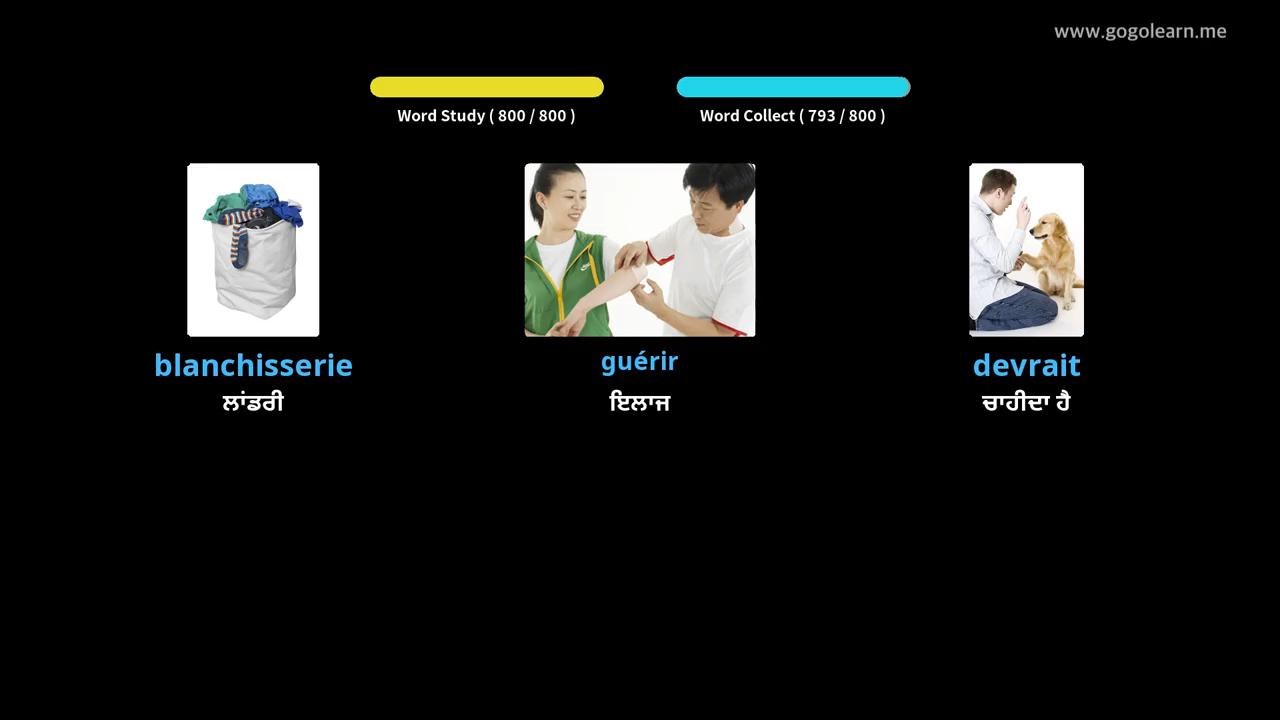 www.gogolearn.me
Word Study ( 800 / 800 )
Word Collect ( 793 / 800 )
blanchisserie
guérir
devrait
ਲਾਂਡਰੀ
ਇਲਾਜ
ਚਾਹੀਦਾ ਹੈ